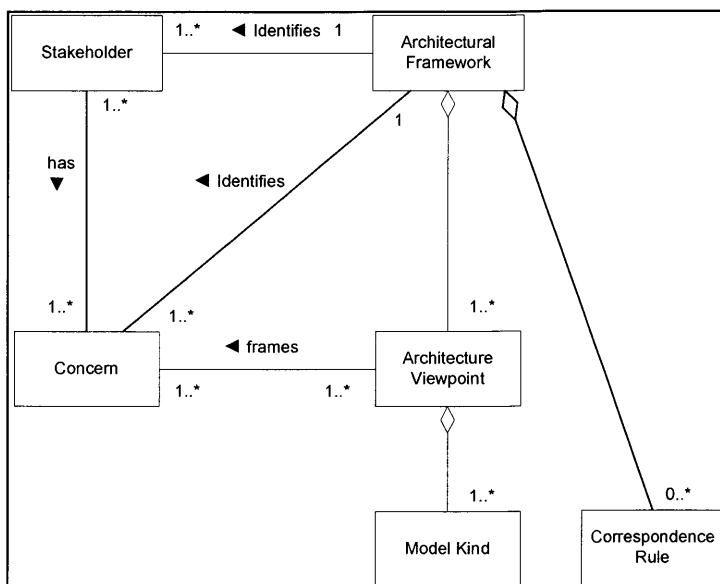 1..* ◄ Identifies 1
Stakeholder
Architectural
Framework
1..*
1
has
▼
◄ Identifies
1..*
1..*
1..*
◄ frames
Concern
Architecture
Viewpoint
1..*
1..*
1..*
0..*
Model Kind
Correspondence
Rule